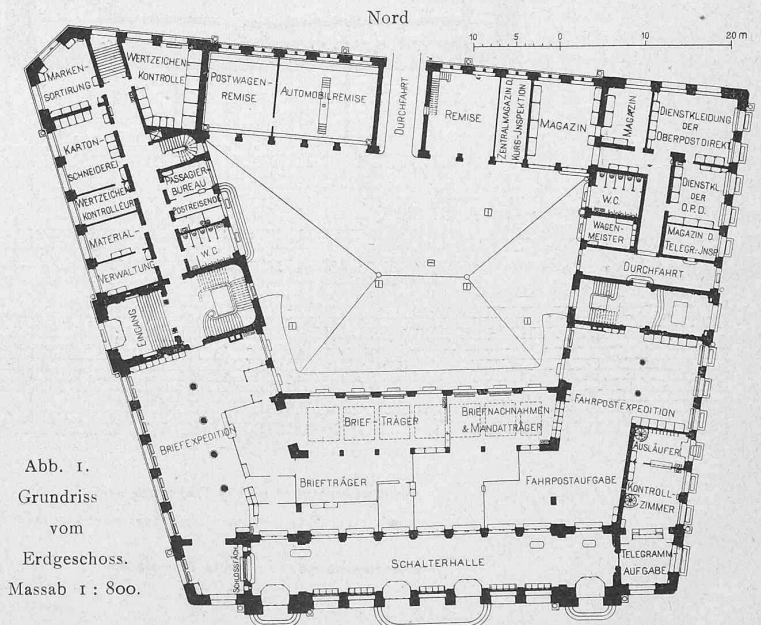 Nord
10 5 0 10 20 m
MARKEN-
SORTIRUNG
WERTZEICHEN-
KONTROLLE
POSTWAGEN-
REMISE
AUTOMOBILREMISE
DURCHFAHRT
REMISE
ZENTRALMAGAZIN D.
KURS-JNSPEKTION
MAGAZIN
MAGAZIN
DIENSTKLEIDUNG
DER
OBERPOSTDIREKT.
KARTON-
SCHNEIDEREI
PASSAGIER-
BUREAU
POSTREISENDE
W.C.
DIENSTKL.
DER
O.P.D.
WERTZEICHEN
KONTROLLEUR
W.C.
WAGEN-
MEISTER
MAGAZIN D.
TELEGR.-JNSP.
MATERIAL-
VERWALTUNG
DURCHFAHRT
EINGANG
BRIEFEXPEDITION
BRIEF-TRÄGER
BRIEFNACHNAHMEN
& MANDATTRÄGER
FAHRPOSTEXPEDITION
AUSLÄUFER
BRIEFTRÄGER
FAHRPOSTAUFGABE
KONTROLL-
ZIMMER
SCHLOSSFÄCH.
SCHALTERHALLE
TELEGRAMM
AUFGABE
Abb. 1.
Grundriss
vom
Erdgeschoss.
Massab 1 : 800.